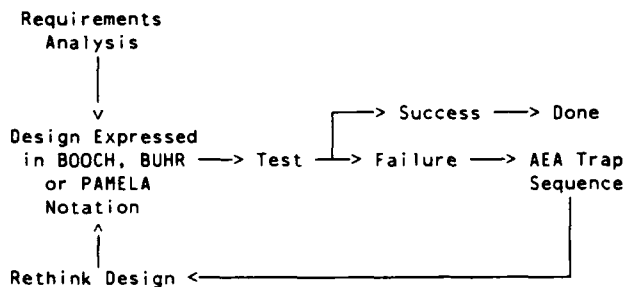 Requirements
Analysis
Success
Done
Design Expressed
in BOOCH, BUHR
or PAMELA
Notation
Test
Failure
AEA Trap
Sequence
Rethink Design